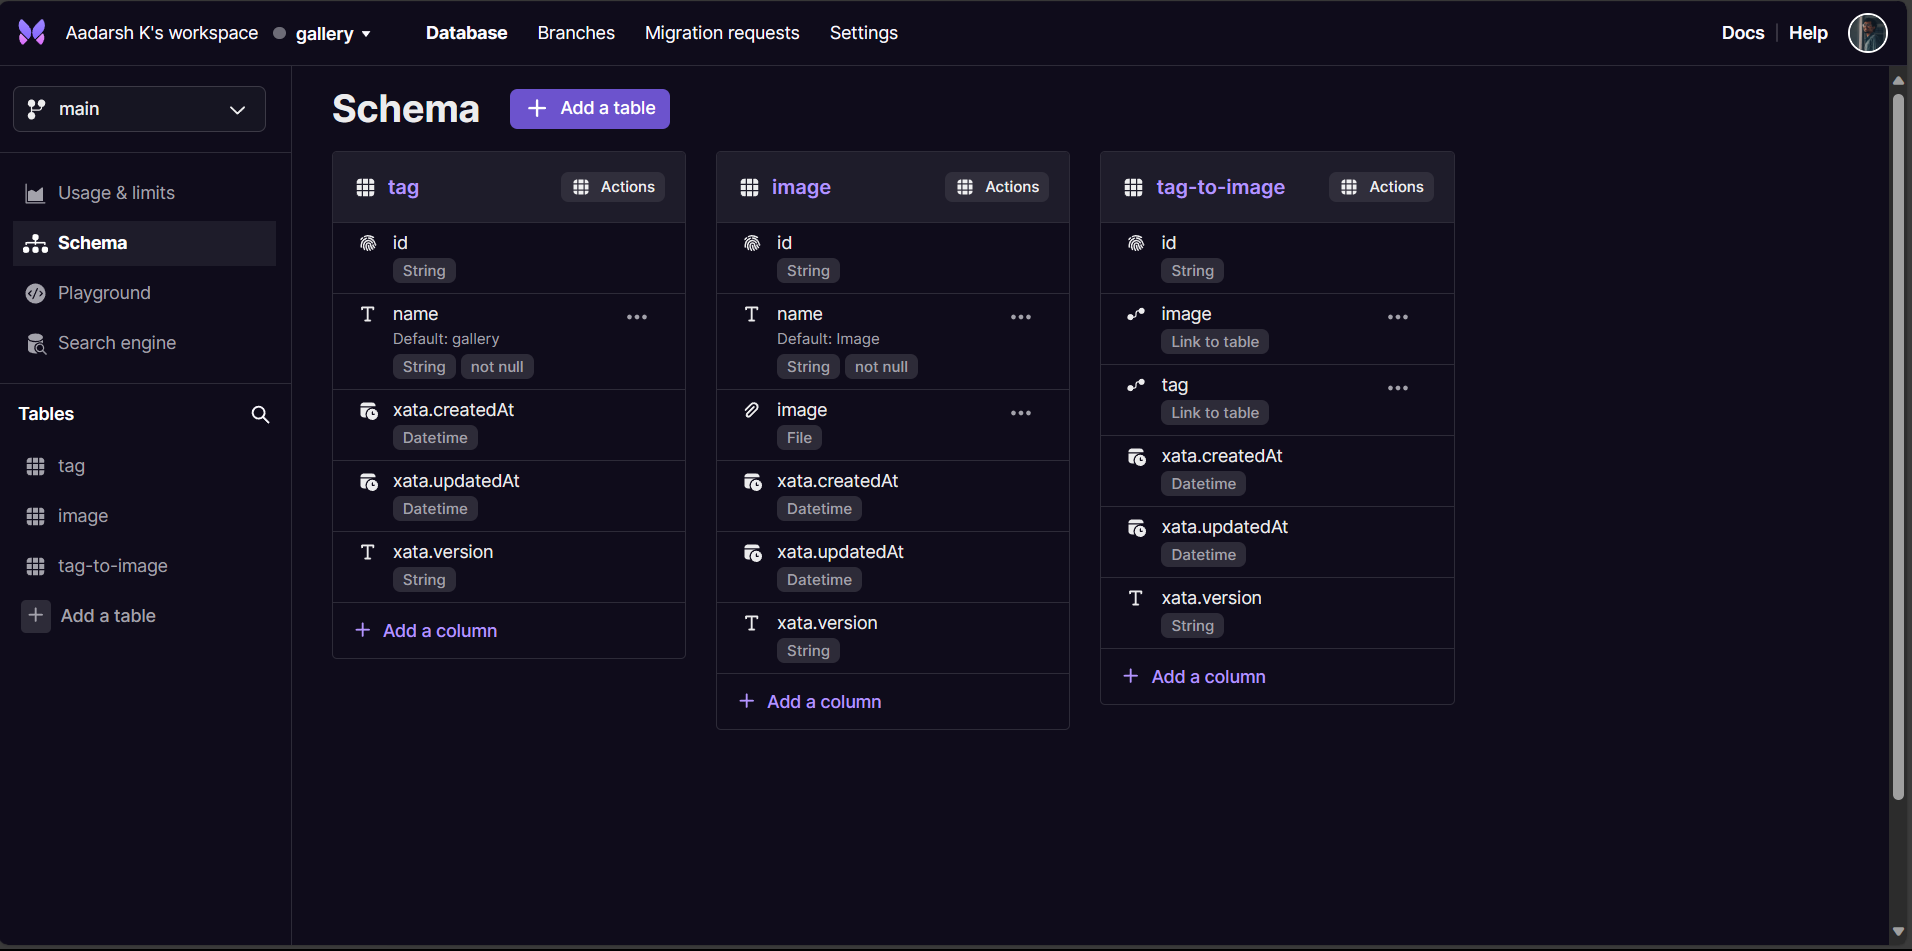 Aadarsh K's workspace gallery Database Branches Migration requests Settings Docs Help
main
Usage & limits
Schema
Playground
Search engine
Tables
tag
image
tag-to-image
Add a table
Schema Add a table
tag Actions
id
String
name
Default: gallery
String not null
xata.createdAt
Datetime
xata.updatedAt
Datetime
xata.version
String
Add a column
image Actions
id
String
name
Default: Image
String not null
image
File
xata.createdAt
Datetime
xata.updatedAt
Datetime
xata.version
String
Add a column
tag-to-image Actions
id
String
image
Link to table
tag
Link to table
xata.createdAt
Datetime
xata.updatedAt
Datetime
xata.version
String
Add a column